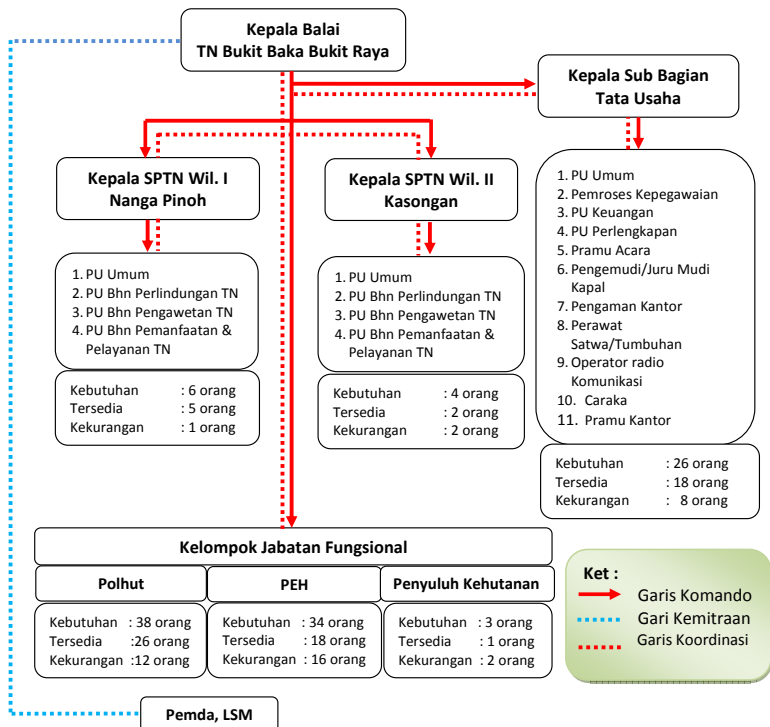 Kepala Balai
TN Bukit Baka Bukit Raya
Kepala Sub Bagian
Tata Usaha
Kepala SPTN Wil. I
Nanga Pinoh
Kepala SPTN Wil. II
Kasongan
1. PU Umum
2. PU Bhn Perlindungan TN
3. PU Bhn Pengawetan TN
4. PU Bhn Pemanfaatan &
Pelayanan TN
Kebutuhan : 6 orang
Tersedia : 5 orang
Kekurangan : 1 orang
1. PU Umum
2. PU Bhn Perlindungan TN
3. PU Bhn Pengawetan TN
4. PU Bhn Pemanfaatan &
Pelayanan TN
Kebutuhan : 4 orang
Tersedia : 2 orang
Kekurangan : 2 orang
1. PU Umum
2. Pemroses Kepegawaian
3. PU Keuangan
4. PU Perlengkapan
5. Pramu Acara
6. Pengemudi/Juru Mudi
Kapal
7. Pengaman Kantor
8. Perawat
Satwa/Tumbuhan
9. Operator radio
Komunikasi
10. Caraka
11. Pramu Kantor
Kebutuhan : 26 orang
Tersedia : 18 orang
Kekurangan : 8 orang
Kelompok Jabatan Fungsional
Polhut
Kebutuhan : 38 orang
Tersedia :26 orang
Kekurangan :12 orang
PEH
Kebutuhan : 34 orang
Tersedia : 18 orang
Kekurangan : 16 orang
Penyuluh Kehutanan
Kebutuhan : 3 orang
Tersedia : 1 orang
Kekurangan : 2 orang
Ket :
Garis Komando
Gari Kemitraan
Garis Koordinasi
Pemda, LSM